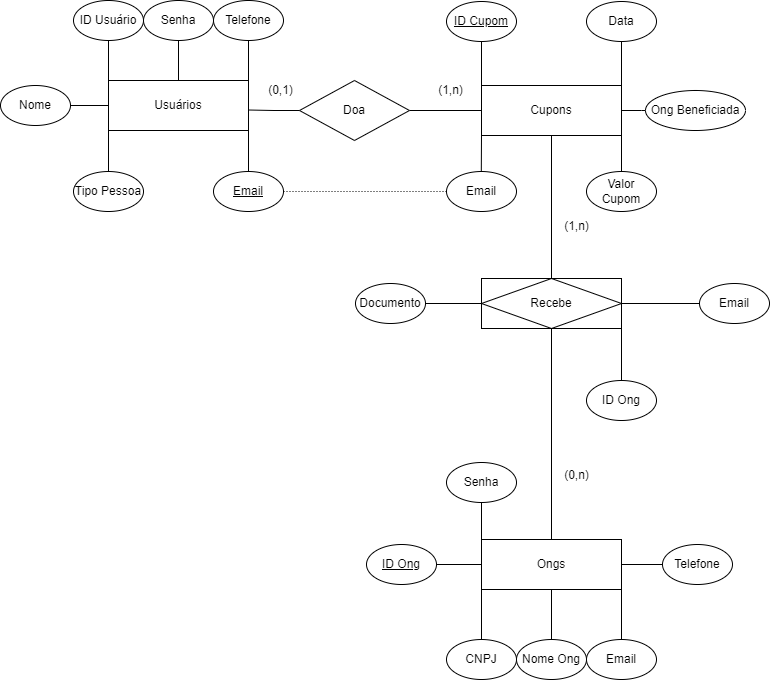 ID Usuário
Senha
Telefone
ID Cupom
Data
Nome
Usuários
(0,1)
Doa
(1,n)
Cupons
Ong Beneficiada
Tipo Pessoa
Email
Email
Valor
Cupom
(1,n)
Documento
Recebe
Email
ID Ong
(0,n)
Senha
ID Ong
Ongs
Telefone
CNPJ
Nome Ong
Email